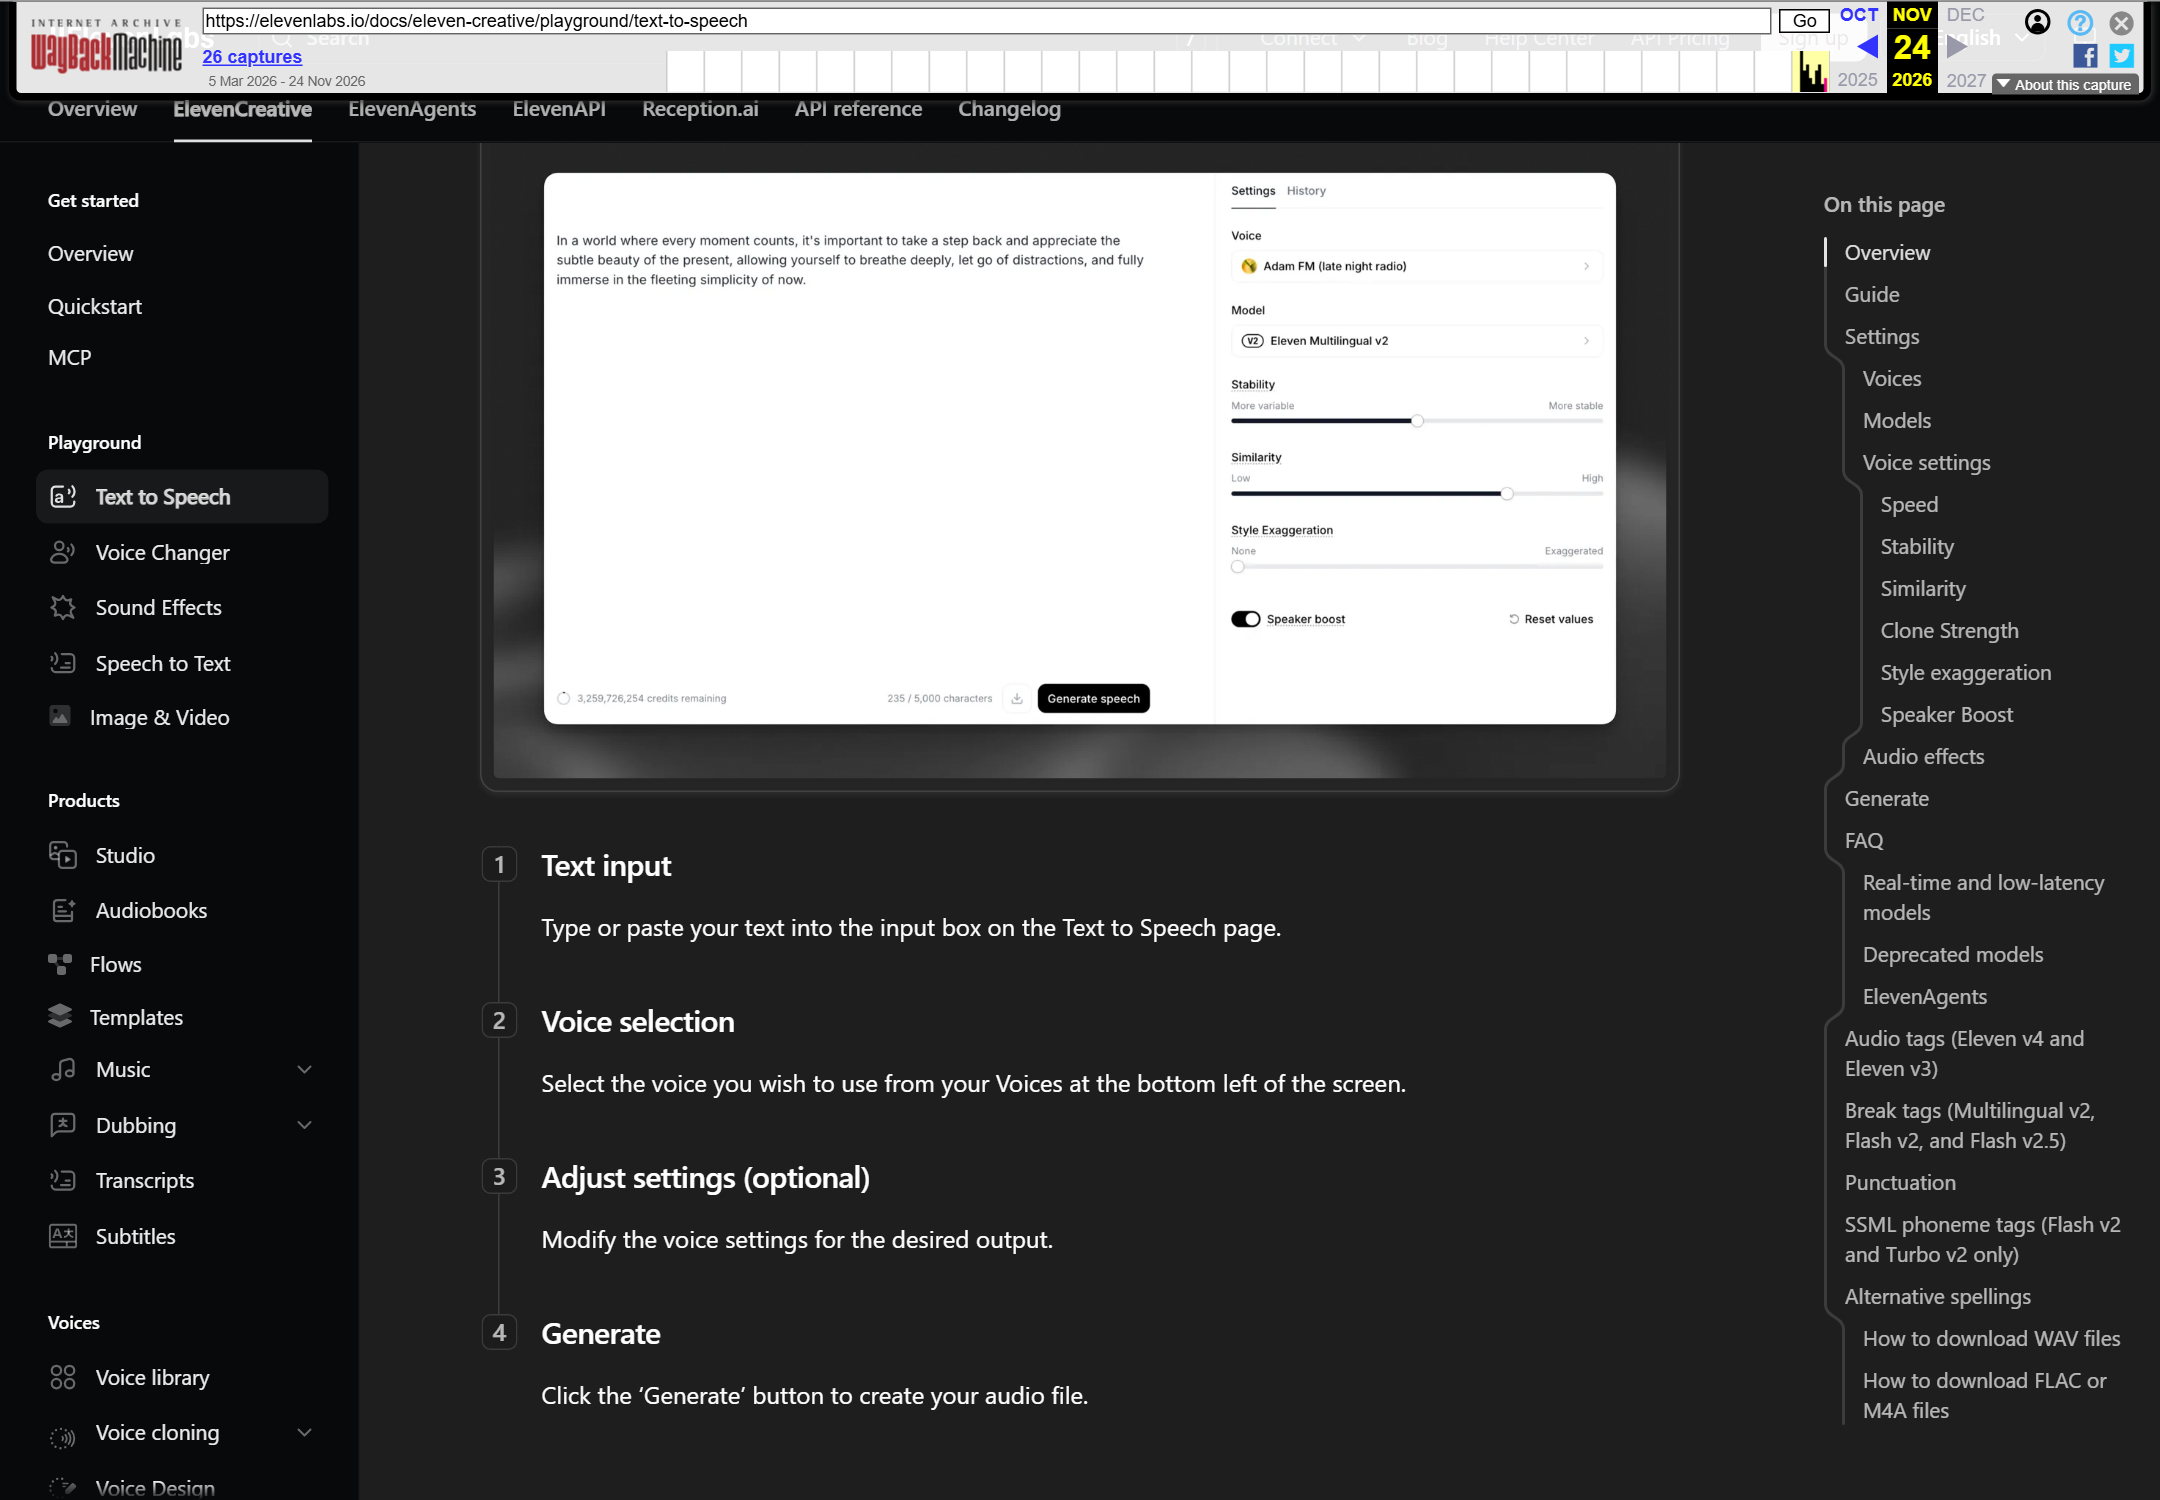 INTERNET ARCHIVE
WayBackMachine
https://elevenlabs.io/docs/eleven-creative/playground/text-to-speech
Go
OCT
NOV
DEC
26 captures
24
5 Mar 2026 - 24 Nov 2026
2025
2026
2027
About this capture
Search
/
Connect
Blog
Help Center
API Pricing
Sign up
English
Overview
ElevenCreative
ElevenAgents
ElevenAPI
Reception.ai
API reference
Changelog
Get started
Overview
Quickstart
MCP
Playground
Text to Speech
Voice Changer
Sound Effects
Speech to Text
Image & Video
Products
Studio
Audiobooks
Flows
Templates
Music
Dubbing
Transcripts
Subtitles
Voices
Voice library
Voice cloning
Voice Design
In a world where every moment counts, it's important to take a step back and appreciate the
subtle beauty of the present, allowing yourself to breathe deeply, let go of distractions, and fully
immerse in the fleeting simplicity of now.
3,259,726,254 credits remaining
235 / 5,000 characters
Generate speech
Settings
History
Voice
Adam FM (late night radio)
Model
V2 Eleven Multilingual v2
Stability
More variable
More stable
Similarity
Low
High
Style Exaggeration
None
Exaggerated
Speaker boost
Reset values
1
Text input
Type or paste your text into the input box on the Text to Speech page.
2
Voice selection
Select the voice you wish to use from your Voices at the bottom left of the screen.
3
Adjust settings (optional)
Modify the voice settings for the desired output.
4
Generate
Click the ‘Generate’ button to create your audio file.
On this page
Overview
Guide
Settings
Voices
Models
Voice settings
Speed
Stability
Similarity
Clone Strength
Style exaggeration
Speaker Boost
Audio effects
Generate
FAQ
Real-time and low-latency
models
Deprecated models
ElevenAgents
Audio tags (Eleven v4 and
Eleven v3)
Break tags (Multilingual v2,
Flash v2, and Flash v2.5)
Punctuation
SSML phoneme tags (Flash v2
and Turbo v2 only)
Alternative spellings
How to download WAV files
How to download FLAC or
M4A files